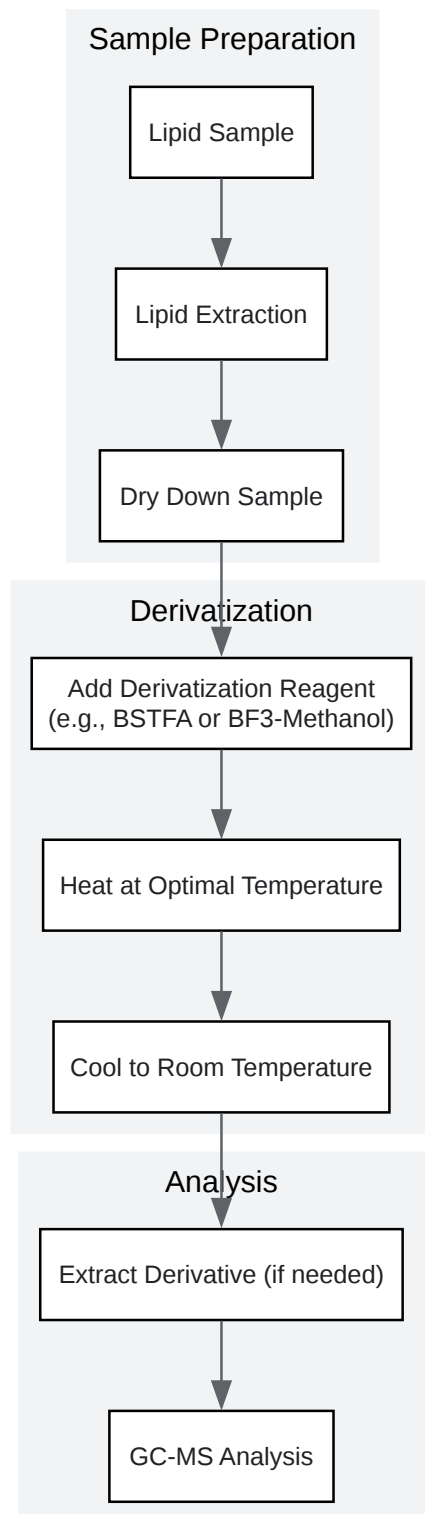 Sample Preparation
Lipid Sample
Lipid Extraction
Dry Down Sample
Derivatization
Add Derivatization Reagent
(e.g., BSTFA or BF3-Methanol)
Heat at Optimal Temperature
Cool to Room Temperature
Analysis
Extract Derivative (if needed)
GC-MS Analysis